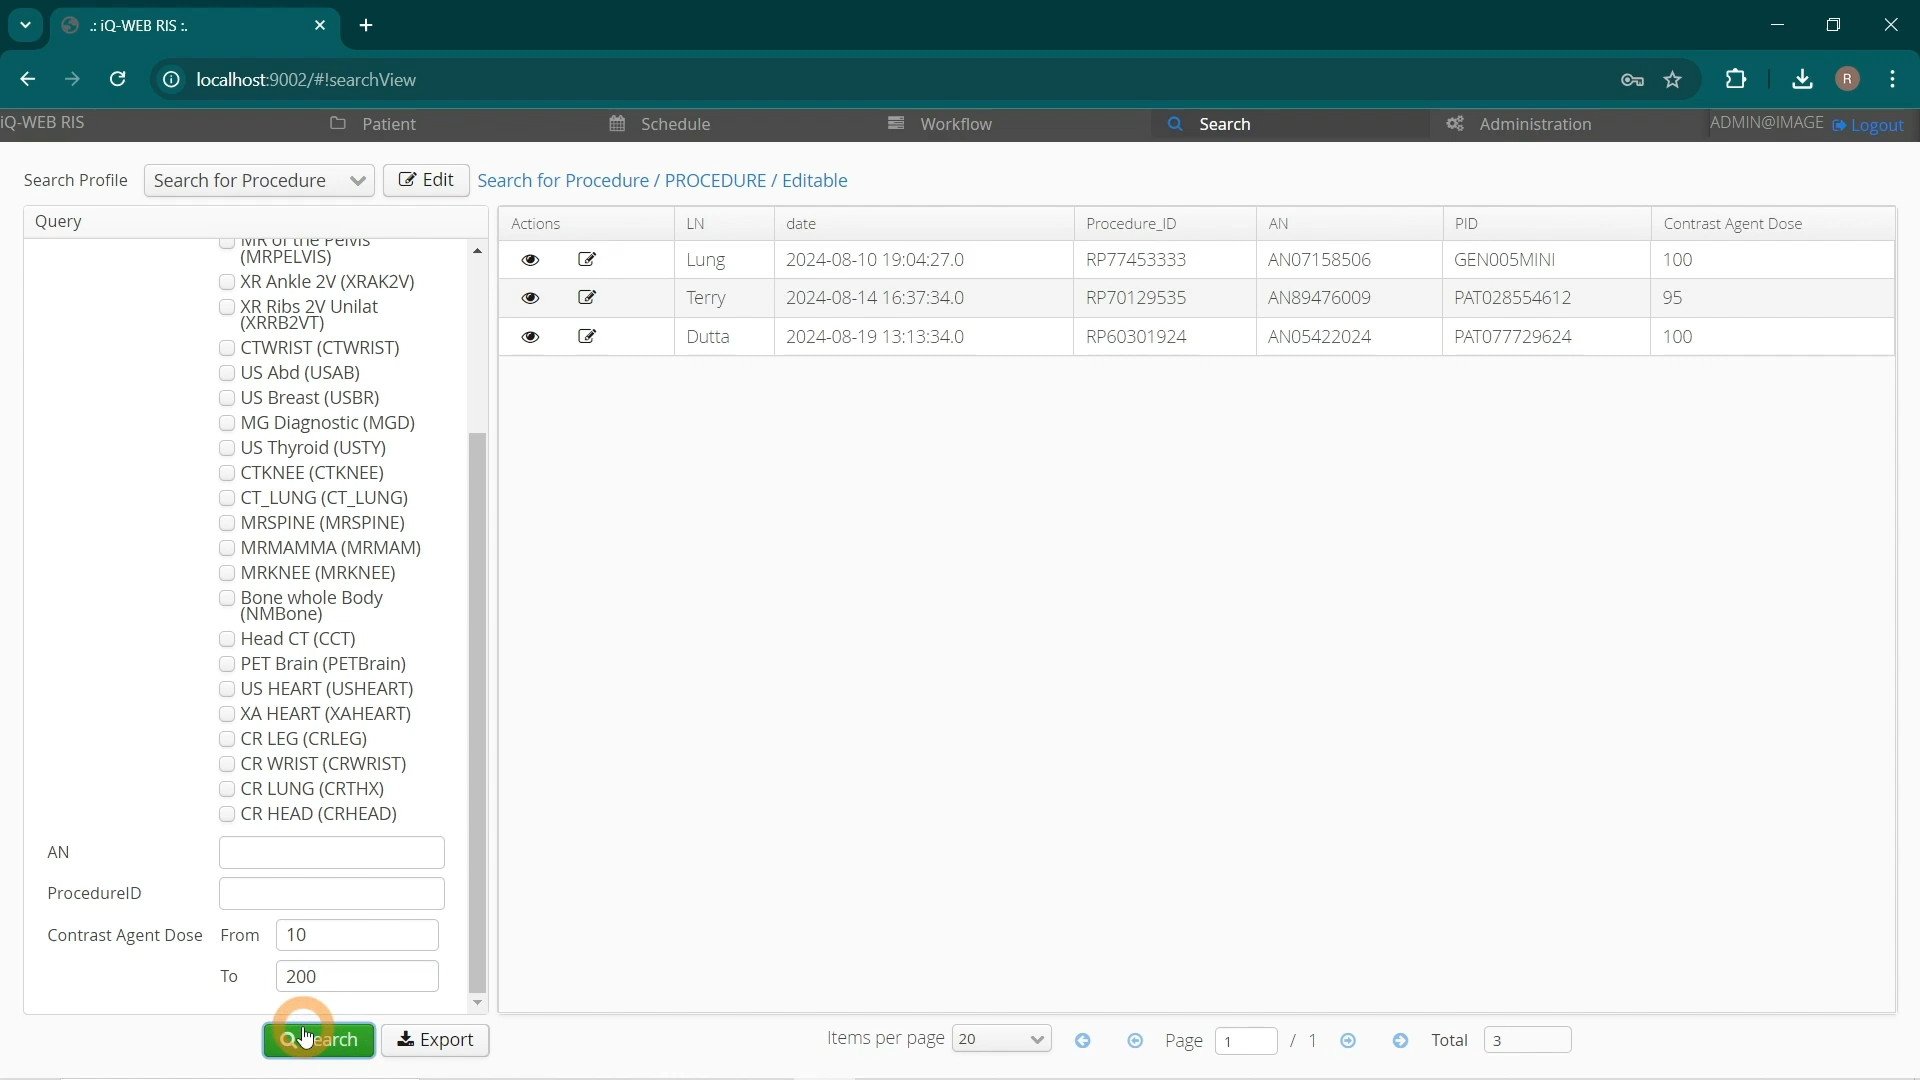 .: iQ-WEB RIS :.
localhost:9002/#!searchView
R
iQ-WEB RIS
Patient
Schedule
Workflow
Search
Administration
ADMIN@IMAGE
Logout
Search Profile
Search for Procedure
Edit
Search for Procedure / PROCEDURE / Editable
Query
MR of the Pelvis
(MRPELVIS)
XR Ankle 2V (XRAK2V)
XR Ribs 2V Unilat
(XRRB2VT)
CTWRIST (CTWRIST)
US Abd (USAB)
US Breast (USBR)
MG Diagnostic (MGD)
US Thyroid (USTY)
CTKNEE (CTKNEE)
CT_LUNG (CT_LUNG)
MRSPINE (MRSPINE)
MRMAMMA (MRMAM)
MRKNEE (MRKNEE)
Bone whole Body
(NMBone)
Head CT (CCT)
PET Brain (PETBrain)
US HEART (USHEART)
XA HEART (XAHEART)
CR LEG (CRLEG)
CR WRIST (CRWRIST)
CR LUNG (CRTHX)
CR HEAD (CRHEAD)
AN
ProcedureID
Contrast Agent Dose From 10
To 200
Search
Export
Actions LN date Procedure_ID AN PID Contrast Agent Dose
Lung 2024-08-10 19:04:27.0 RP77453333 AN07158506 GEN005MINI 100
Terry 2024-08-14 16:37:34.0 RP70129535 AN89476009 PAT028554612 95
Dutta 2024-08-19 13:13:34.0 RP60301924 AN05422024 PAT077729624 100
Items per page 20 Page 1 / 1 Total 3